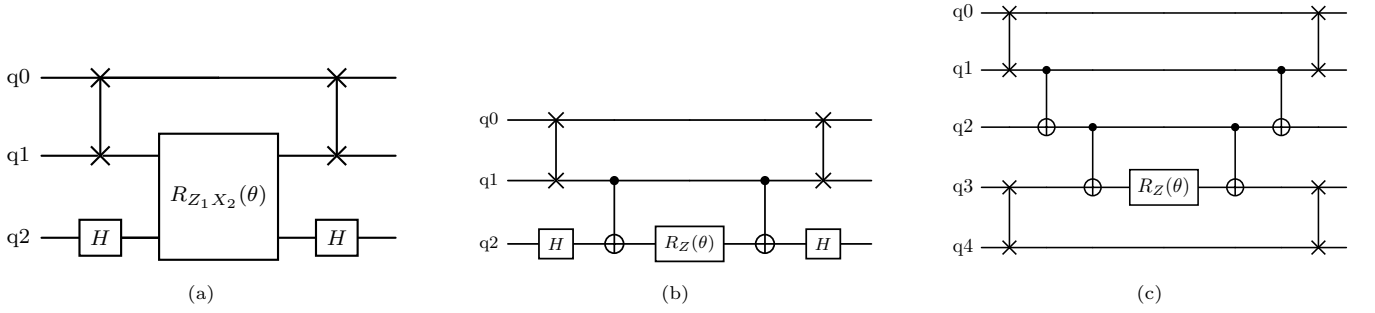 q0
q1
q2
H
R_{Z_1X_2}(θ)
H
(a)
q0
q1
q2
H
R_Z(θ)
H
(b)
q0
q1
q2
q3
R_Z(θ)
q4
(c)